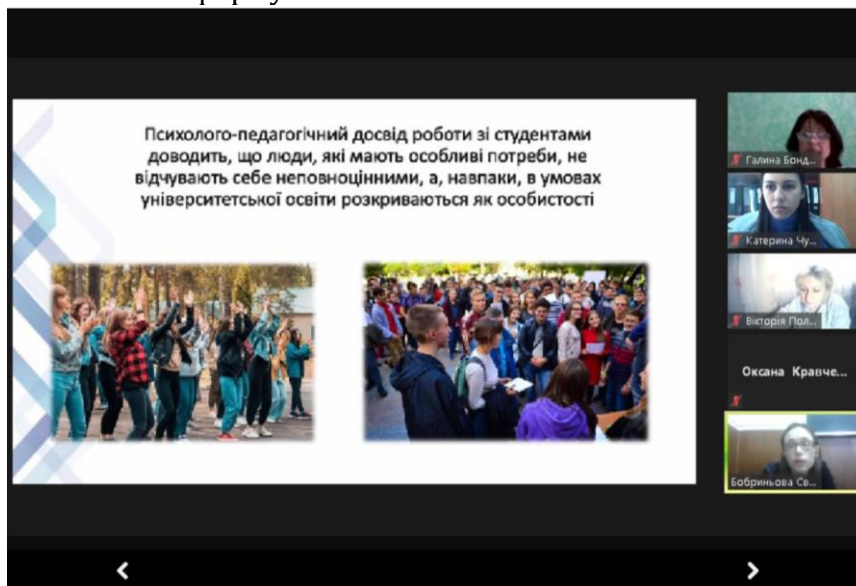 Психолого-педагогічний досвід роботи зі студентами
доводить, що люди, які мають особливі потреби, не
відчувають себе неповноцінними, а, навпаки, в умовах
університетської освіти розкриваються як особистості
Галина Бонд...
Катерина Чу...
Вікторія Пол...
Оксана Кравче...
Бобриньова Св...